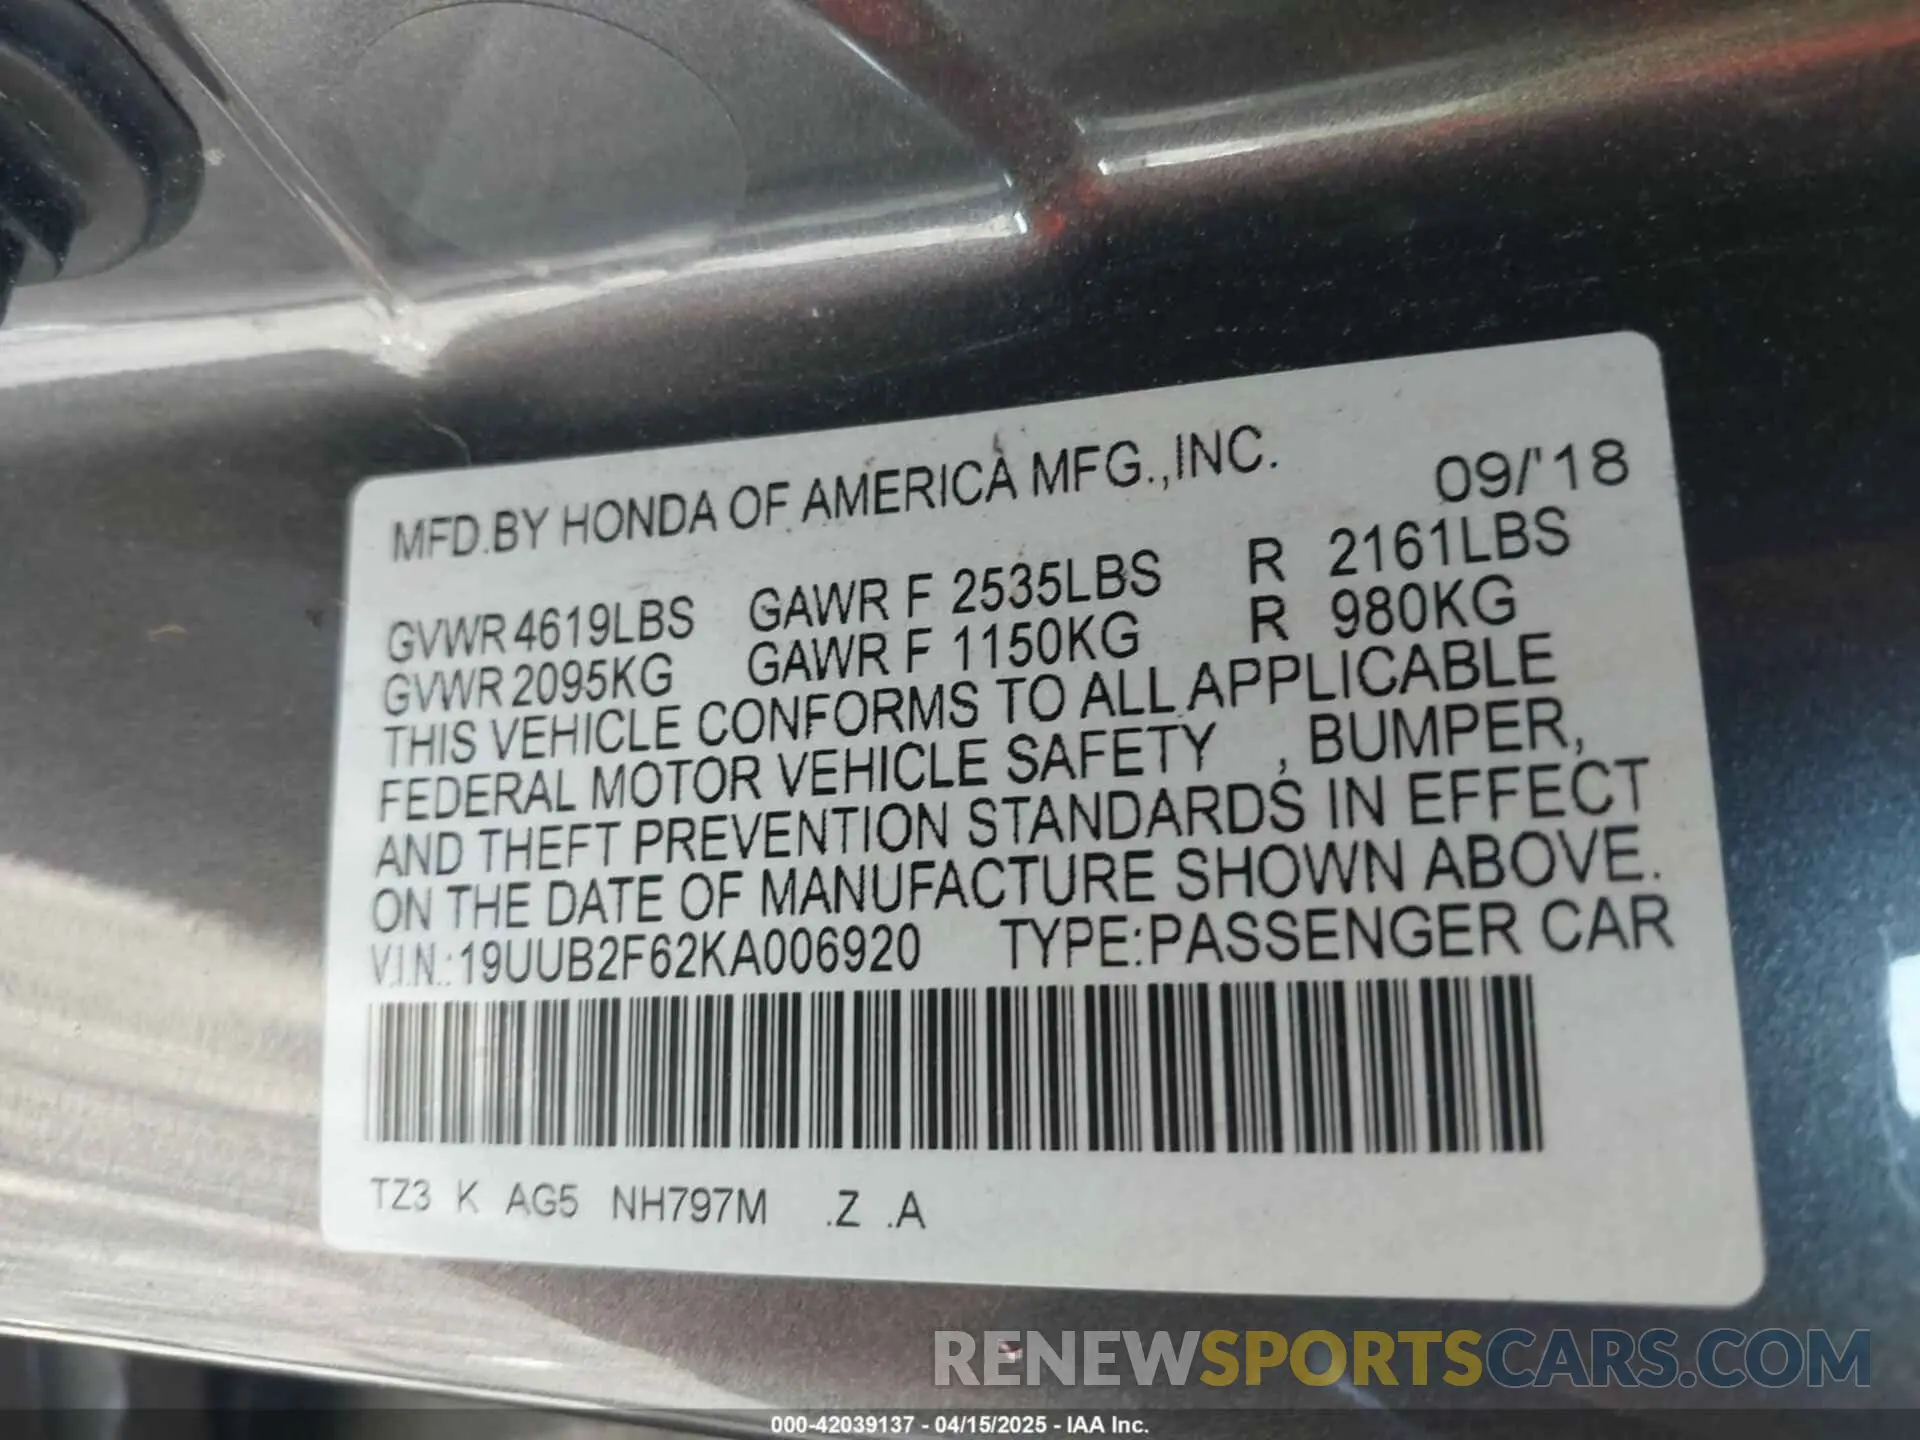 MFD.BY HONDA OF AMERICA MFG.,INC. 09/'18
GVWR 4619LBS GAWR F 2535LBS R 2161LBS
GVWR 2095KG GAWR F 1150KG R 980KG
THIS VEHICLE CONFORMS TO ALL APPLICABLE
FEDERAL MOTOR VEHICLE SAFETY , BUMPER,
AND THEFT PREVENTION STANDARDS IN EFFECT
ON THE DATE OF MANUFACTURE SHOWN ABOVE.
V.I.N.:19UUB2F62KA006920 TYPE:PASSENGER CAR
TZ3 K AG5 NH797M .Z .A
RENEWSPORTSCARS.COM
000-42039137 - 04/15/2025 - IAA Inc.